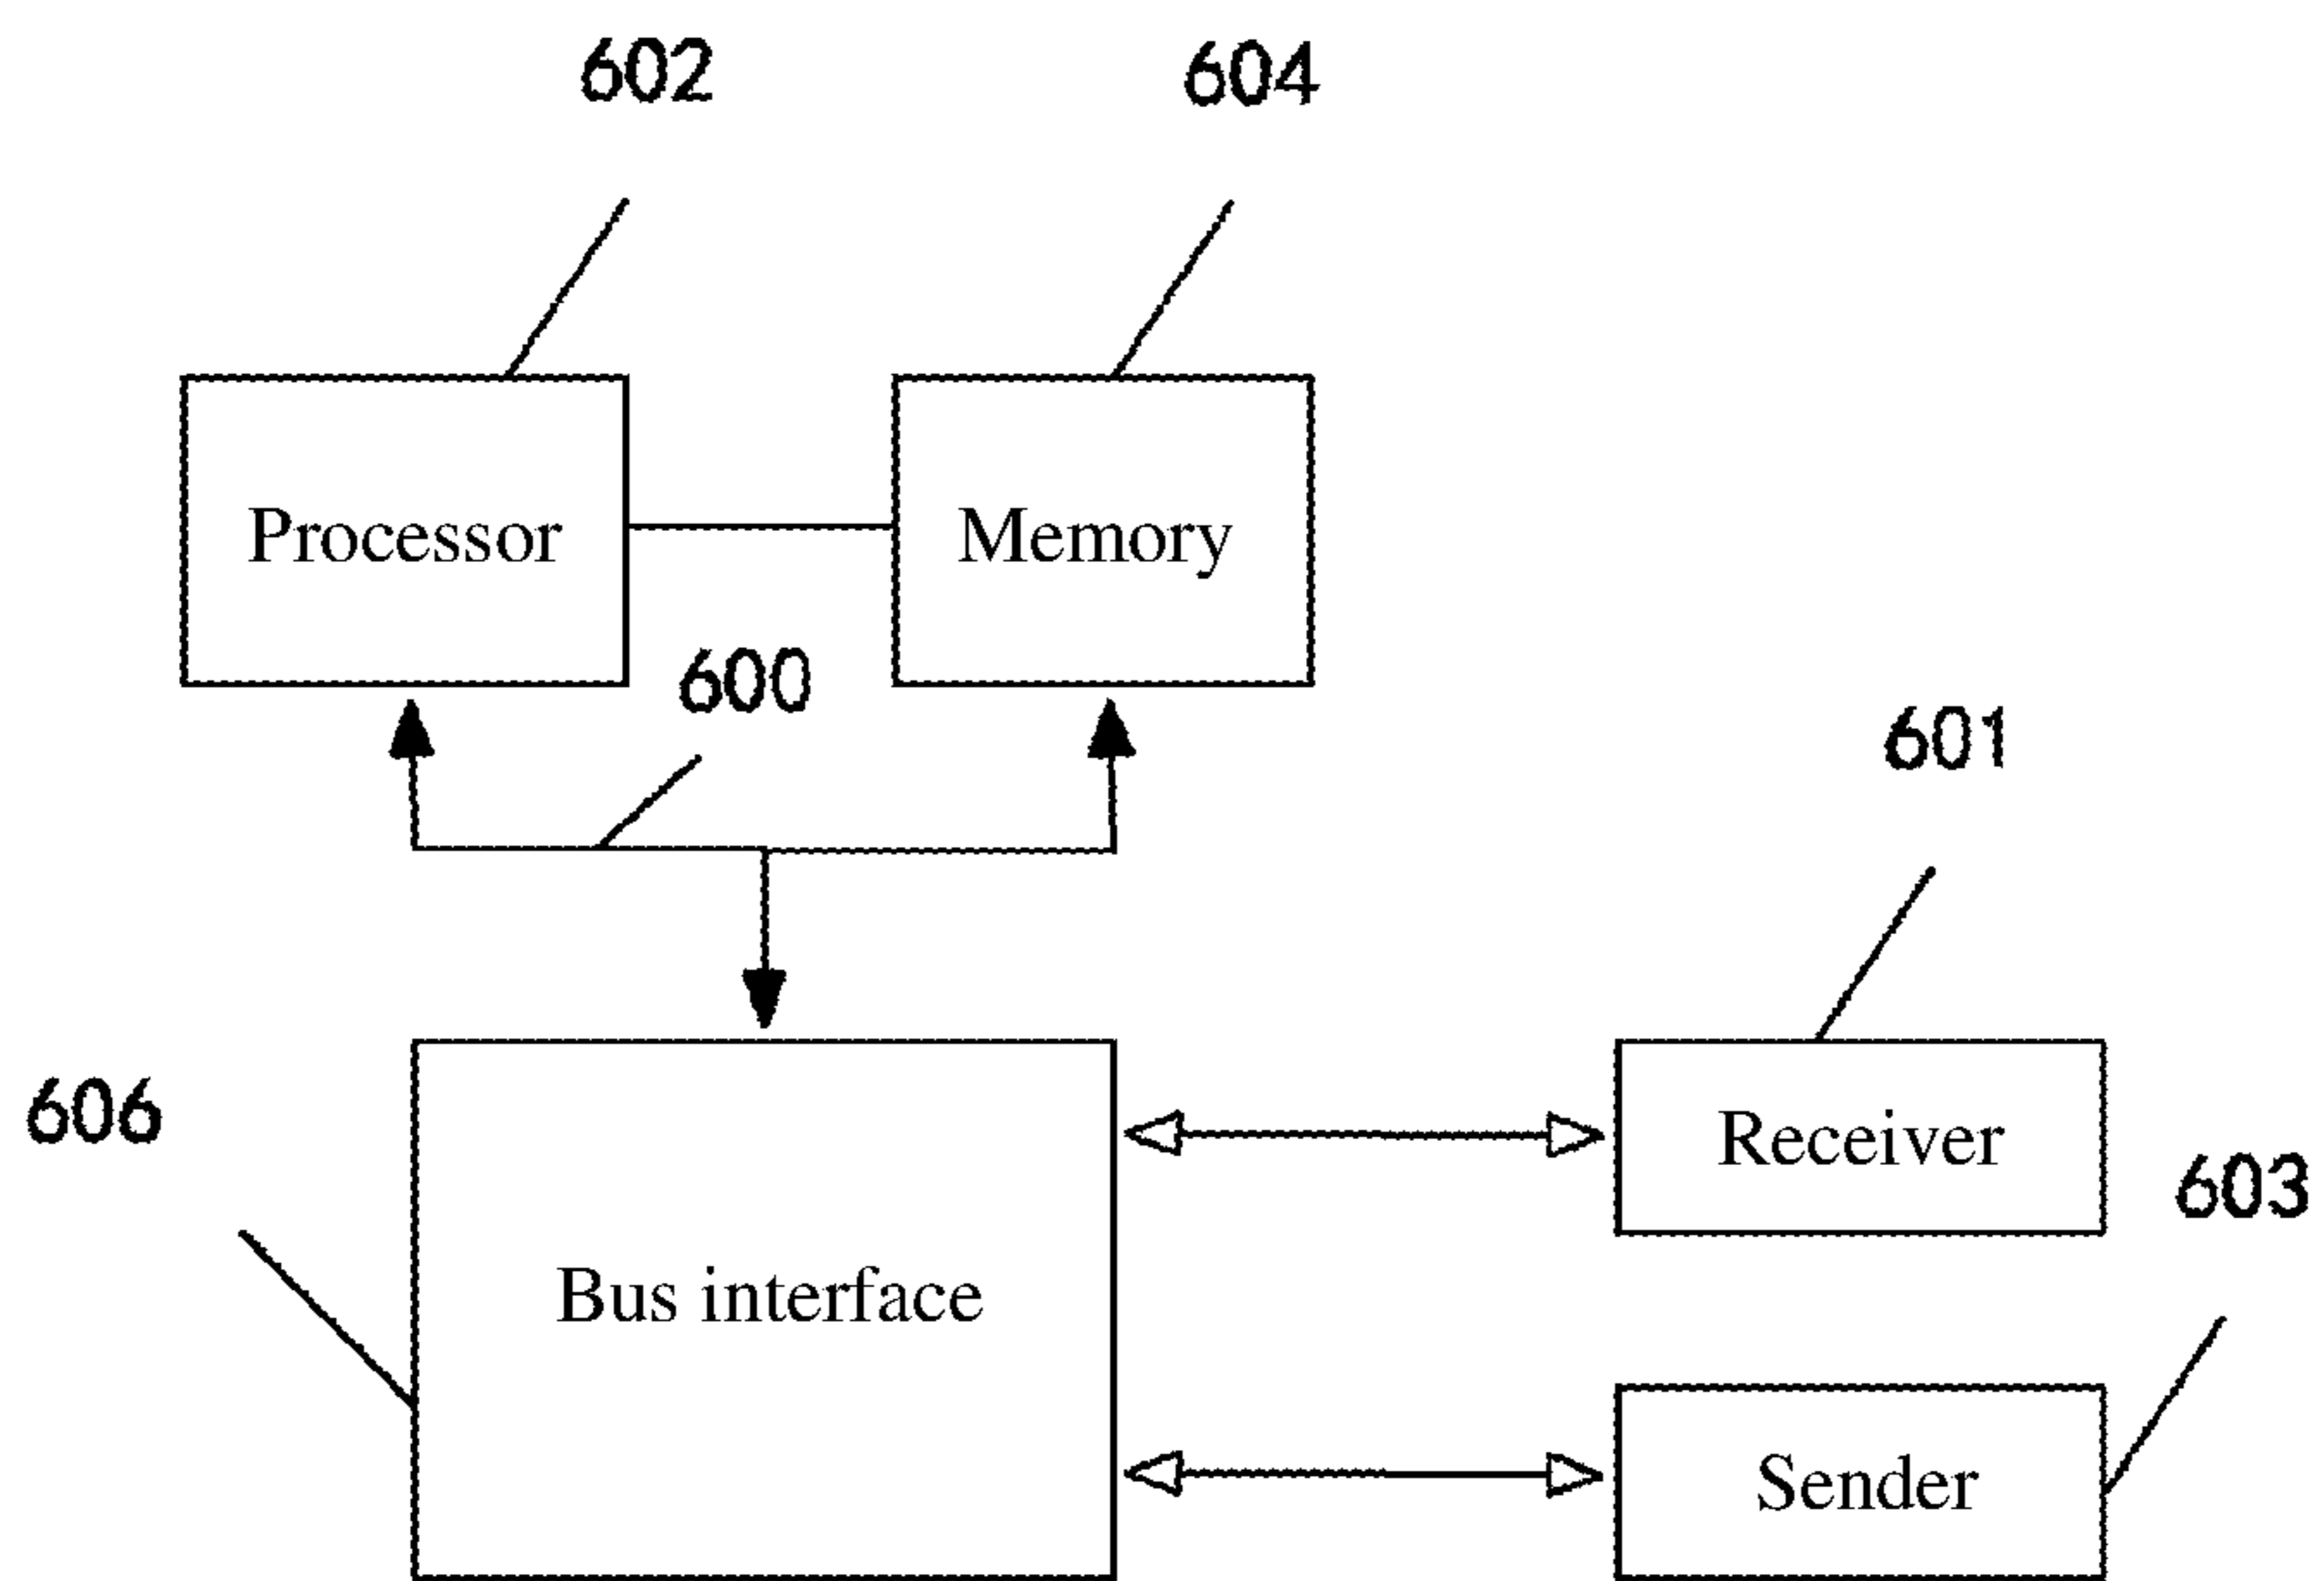 602
604
Processor
Memory
600
601
606
Receiver
603
Bus interface
Sender